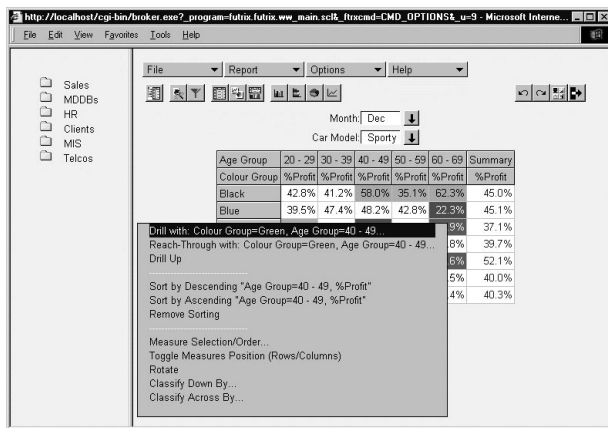 http://localhost/cgi-bin/broker.exe?_program=futrix.futrix.ww_main.scl&_ftrxcmd=CMD_OPTIONS&_u=9 - Microsoft Interne...
File Edit View Favorites Tools Help
File Report Options Help
Sales
MDDBs
HR
Clients
MIS
Telcos
Month: Dec
Car Model: Sporty
Age Group 20 - 29 30 - 39 40 - 49 50 - 59 60 - 69 Summary
Colour Group %Profit %Profit %Profit %Profit %Profit %Profit
Black 42.8% 41.2% 58.0% 35.1% 62.3% 45.0%
Blue 39.5% 47.4% 48.2% 42.8% 22.3% 45.1%
.9% 37.1%
.8% 39.7%
.6% 52.1%
.5% 40.0%
.4% 40.3%
Drill with: Colour Group=Green, Age Group=40 - 49...
Reach-Through with: Colour Group=Green, Age Group=40 - 49...
Drill Up
Sort by Descending "Age Group=40 - 49, %Profit"
Sort by Ascending "Age Group=40 - 49, %Profit"
Remove Sorting
Measure Selection/Order...
Toggle Measures Position (Rows/Columns)
Rotate
Classify Down By...
Classify Across By...